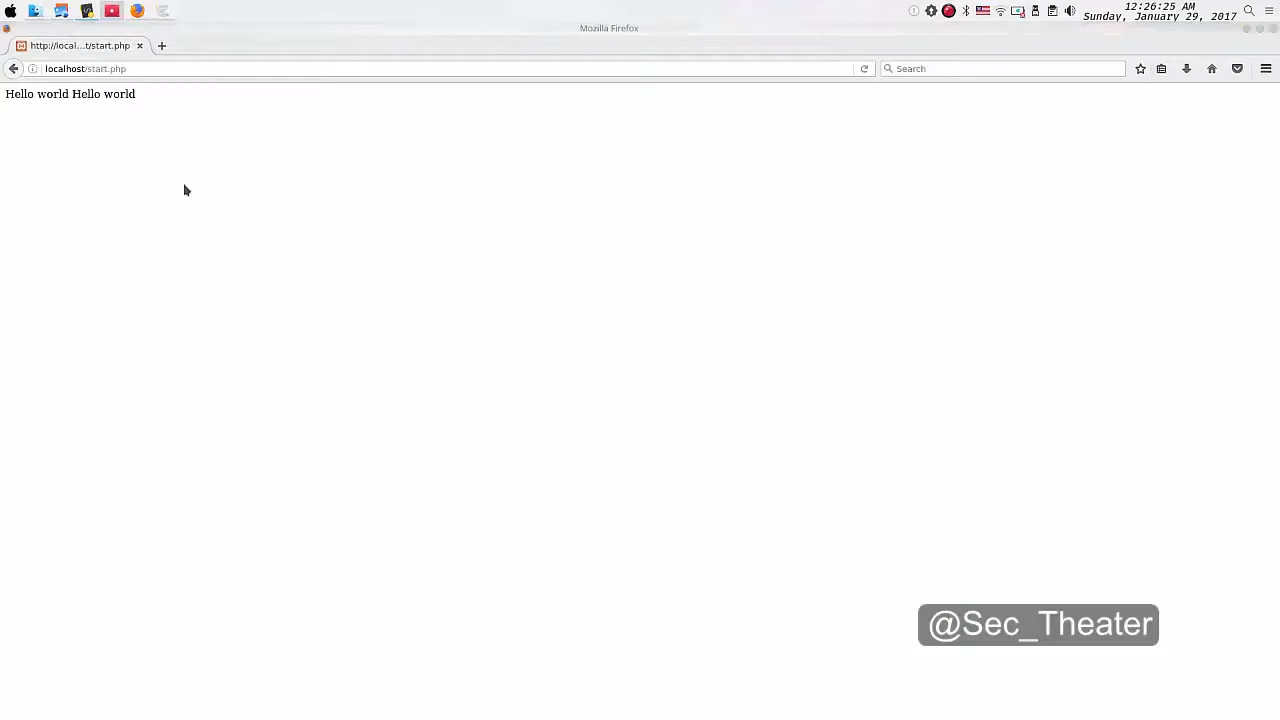 12:26:25 AM
Sunday, January 29, 2017
Mozilla Firefox
http://local...t/start.php
localhost/start.php
Search
Hello world Hello world
@Sec_Theater